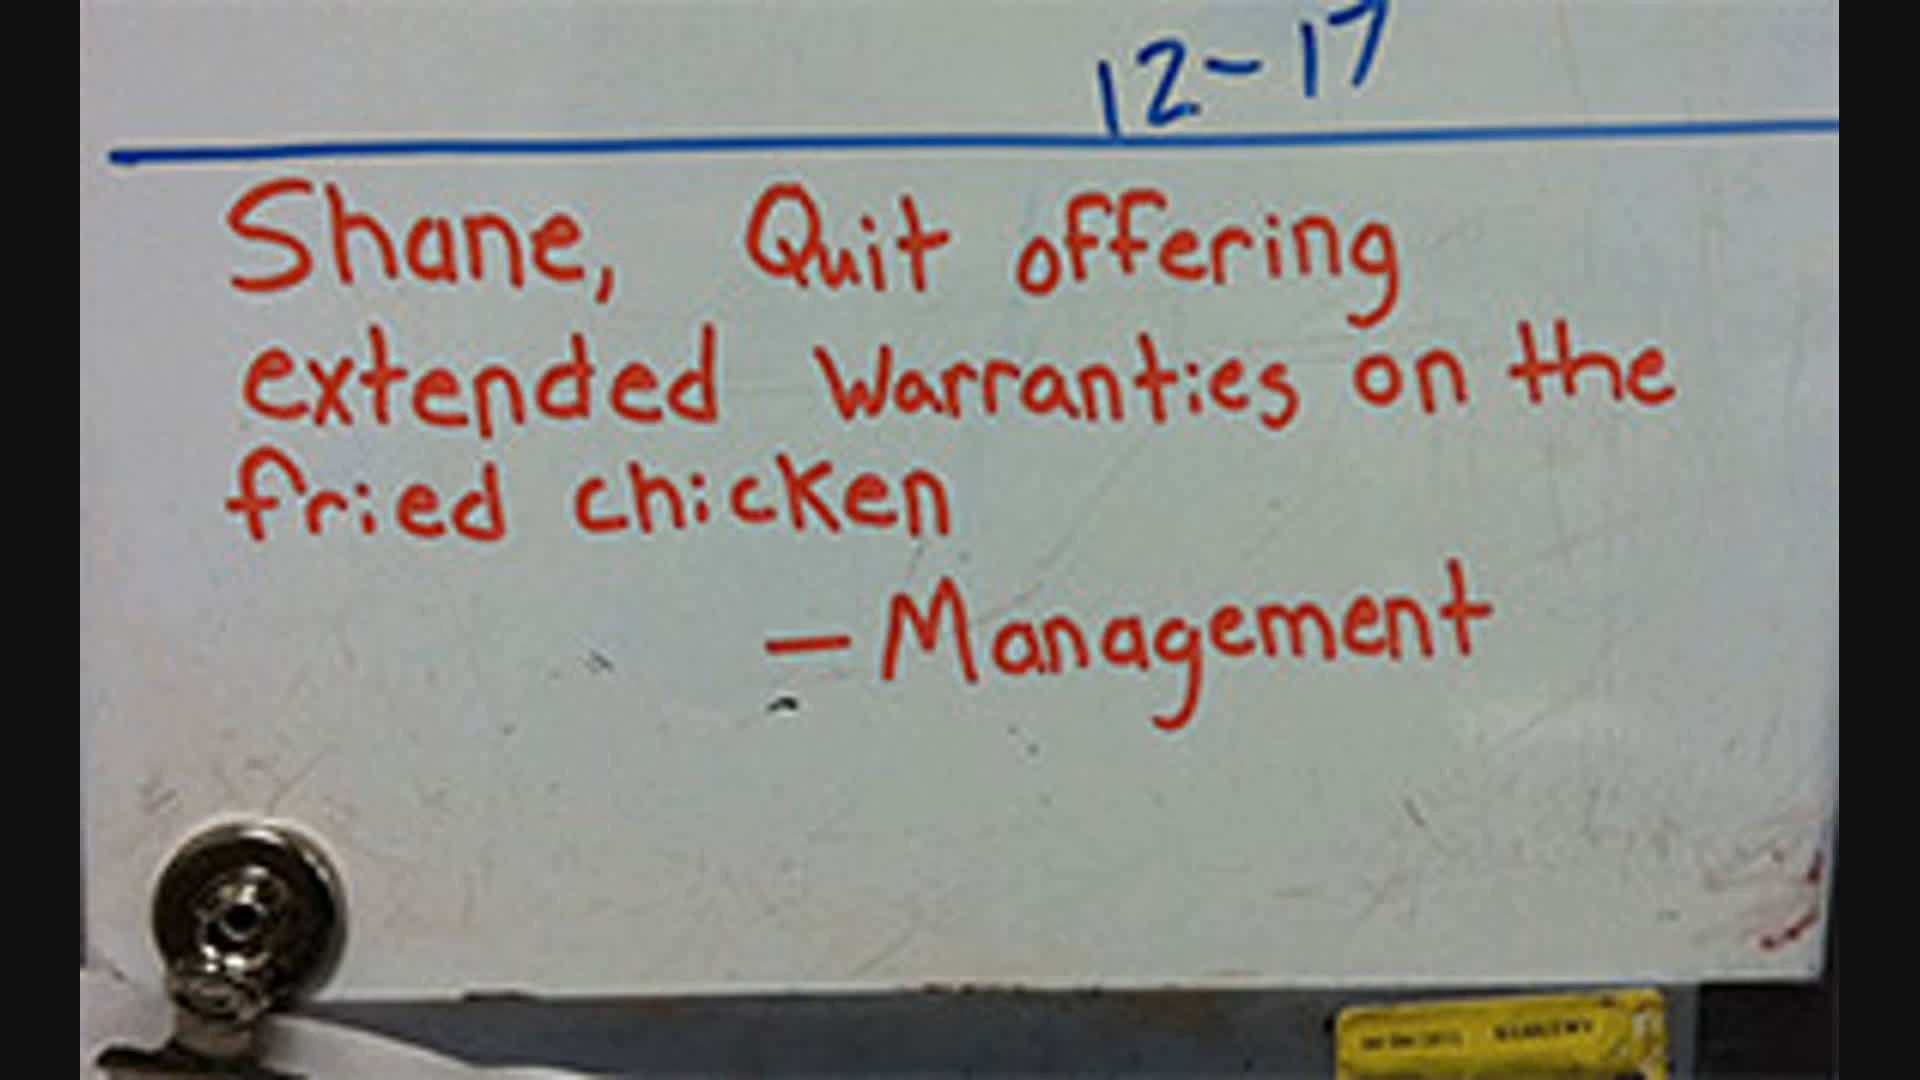 12-17
Shane, Quit offering
extended Warranties on the
fried chicken
- Management